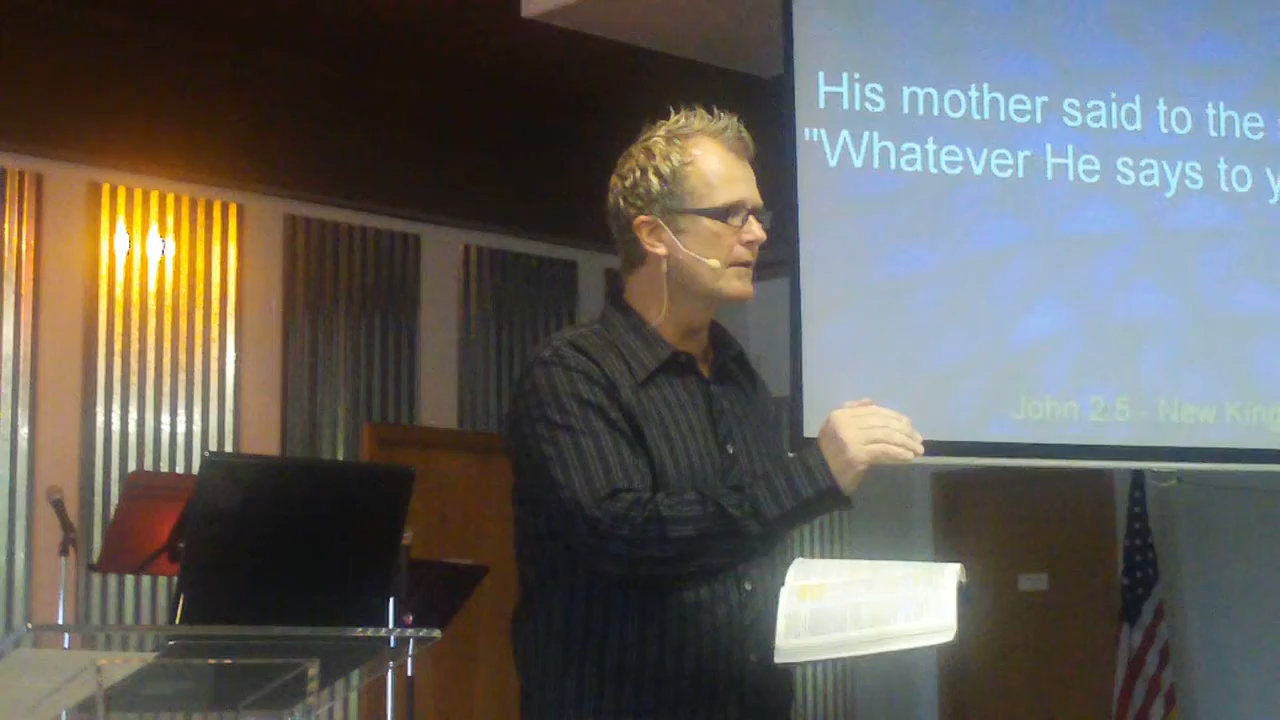 His mother said to the
"Whatever He says to y
John 2:5 - New King